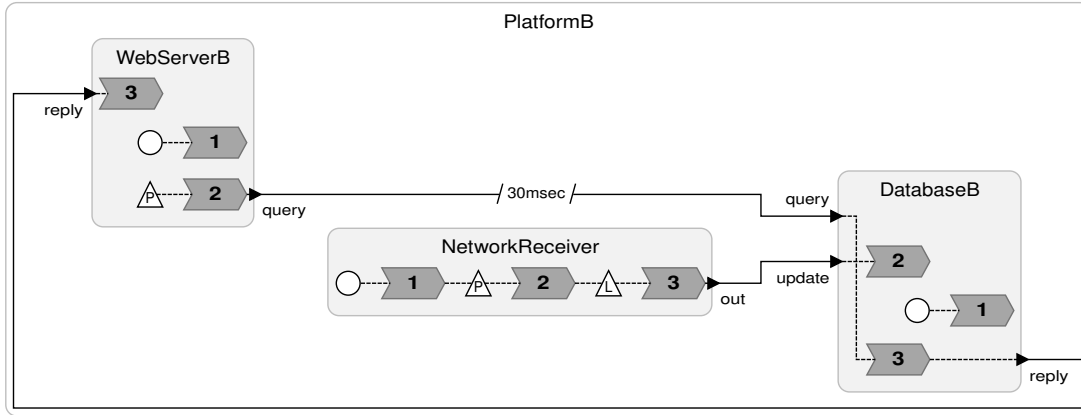 PlatformB
WebServerB
3
reply
1
P
2
query
30msec
query
DatabaseB
NetworkReceiver
1
P
2
L
3
out
update
2
1
3
reply